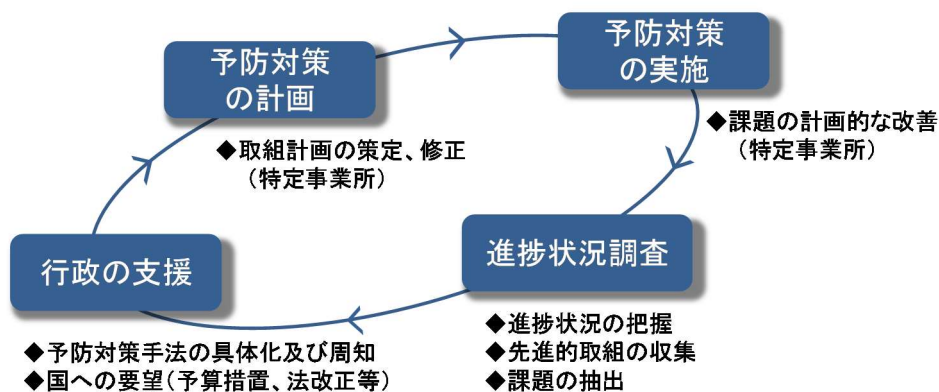 予防対策
の計画
予防対策
の実施
◆取組計画の策定、修正
(特定事業所)
◆課題の計画的な改善
(特定事業所)
行政の支援
進捗状況調査
◆予防対策手法の具体化及び周知
◆国への要望(予算措置、法改正等)
◆進捗状況の把握
◆先進的取組の収集
◆課題の抽出